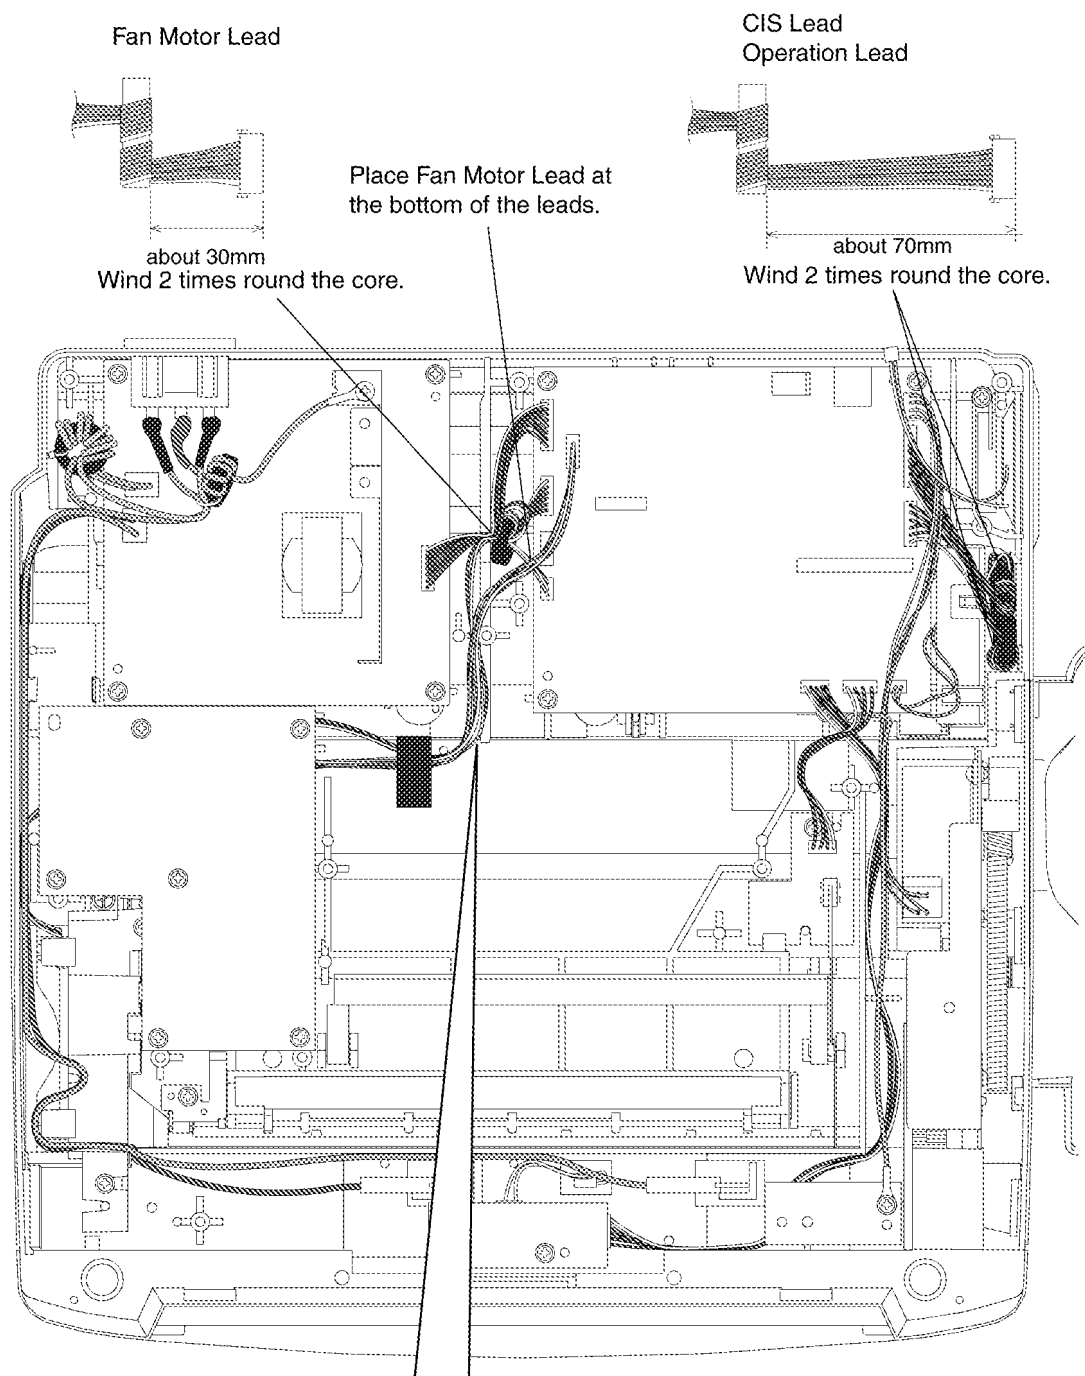 Fan Motor Lead
CIS Lead
Operation Lead
Place Fan Motor Lead at
the bottom of the leads.
about 30mm
Wind 2 times round the core.
about 70mm
Wind 2 times round the core.